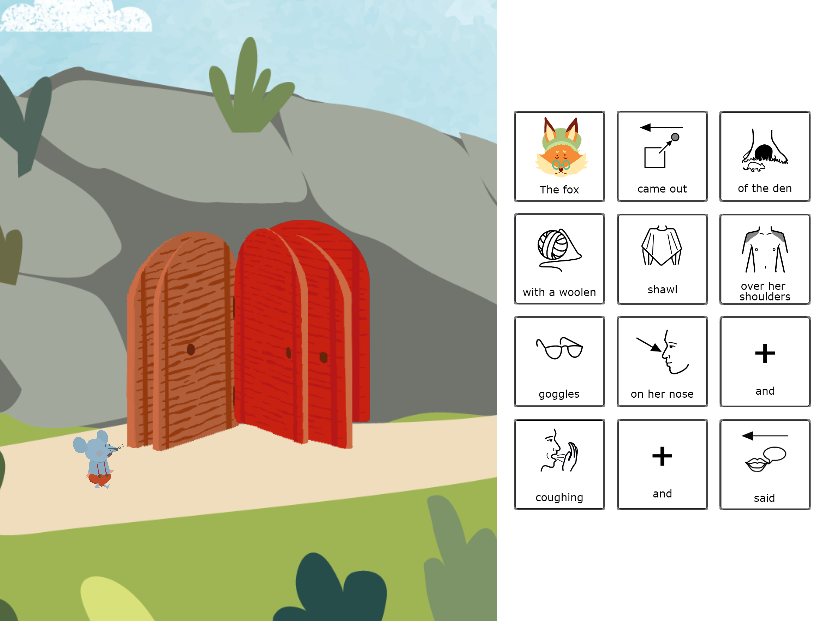 The fox
came out
of the den
with a woolen
shawl
over her
shoulders
goggles
on her nose
and
coughing
and
said